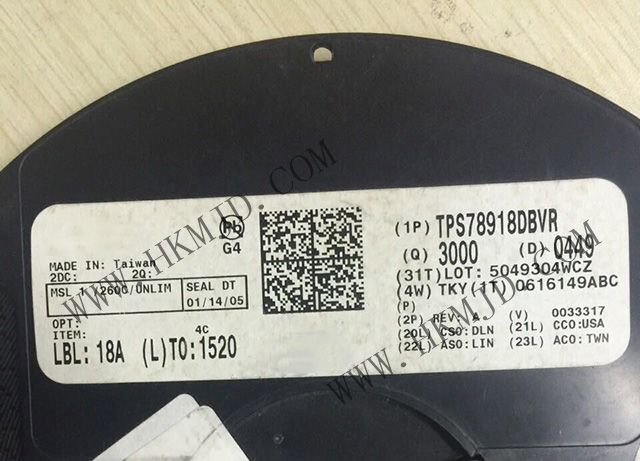 Pb
G4
MADE IN: Taiwan
2DC: 2Q:
MSL 1 /260C/UNLIM
SEAL DT
01/14/05
OPT:
ITEM: 4C
LBL: 18A (L)TO:1520
(1P) TPS78918DBVR
(Q) 3000 (D) 0449
(31T)LOT: 5049304WCZ
(4W) TKY(1T) 0616149ABC
(P)
(2P) REV: A (V) 0033317
(20L) CSO:DLN (21L) CCO:USA
(22L) ASO:LIN (23L) ACO: TWN
WWW.HKMJD.COM
WWW.HKMJD.COM